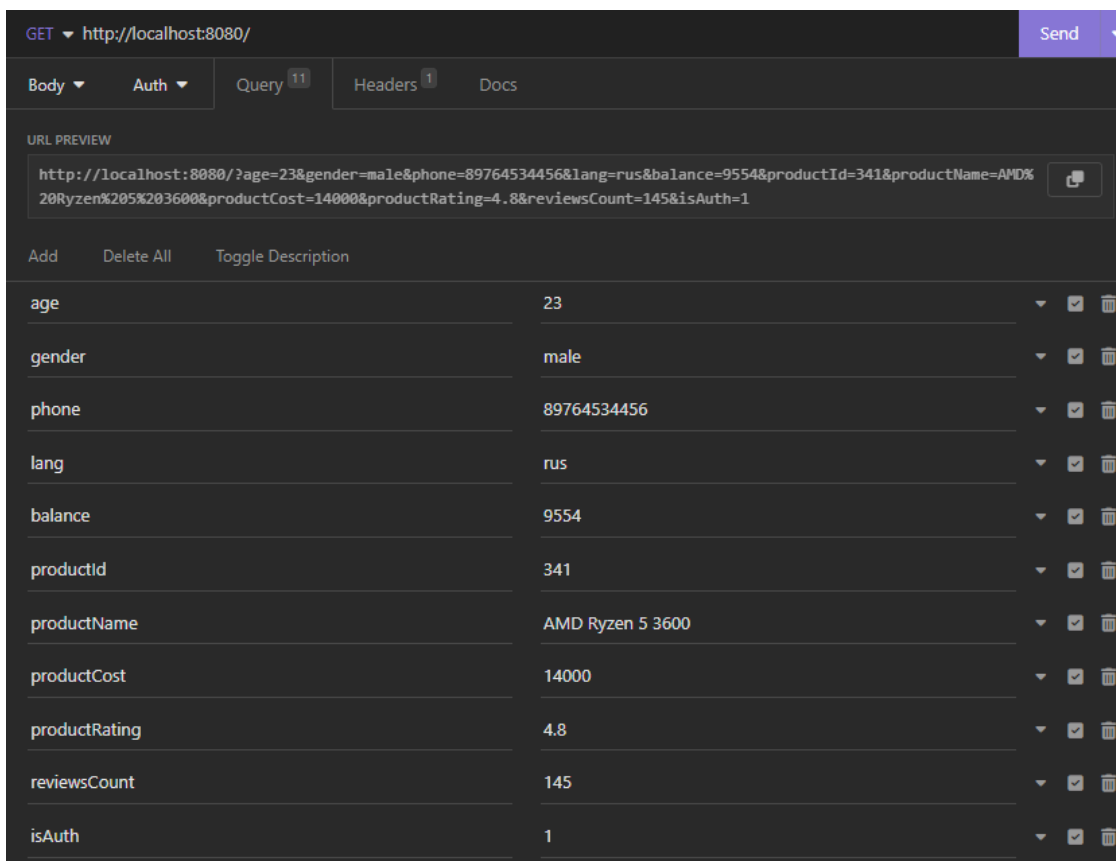 GET http://localhost:8080/ Send
Body Auth Query 11 Headers 1 Docs
URL PREVIEW
http://localhost:8080/?age=23&gender=male&phone=89764534456&lang=rus&balance=9554&productId=341&productName=AMD%
20Ryzen%205%203600&productCost=14000&productRating=4.8&reviewsCount=145&isAuth=1
Add Delete All Toggle Description
age 23
gender male
phone 89764534456
lang rus
balance 9554
productId 341
productName AMD Ryzen 5 3600
productCost 14000
productRating 4.8
reviewsCount 145
isAuth 1